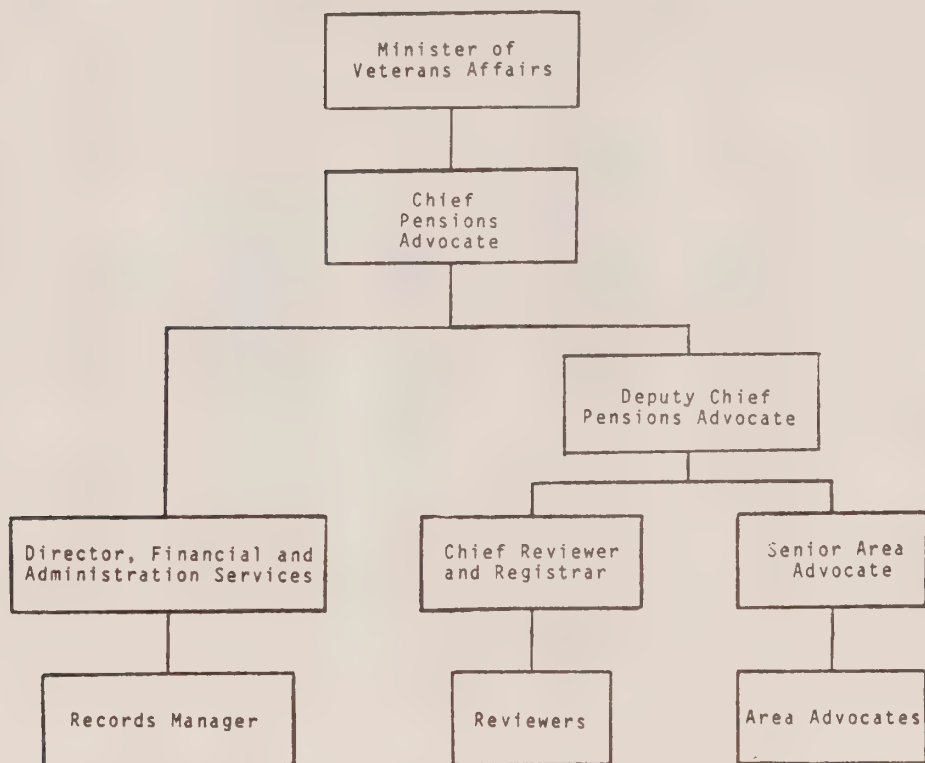 Minister of
Veterans Affairs
Chief
Pensions
Advocate
Deputy Chief
Pensions Advocate
Director, Financial and
Administration Services
Chief Reviewer
and Registrar
Senior Area
Advocate
Records Manager
Reviewers
Area Advocates